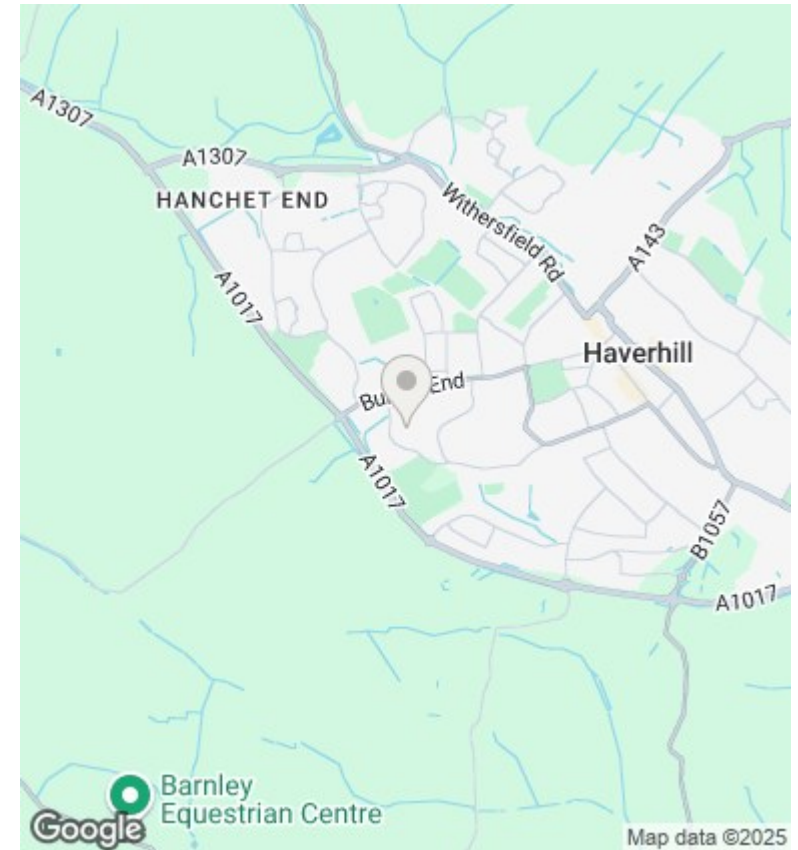 A1307
A1307
HANCHET END
Withersfield Rd
A143
A1017
Haverhill
End
A1017
B1057
A1017
Barnley
Equestrian Centre
Google
Map data ©2025